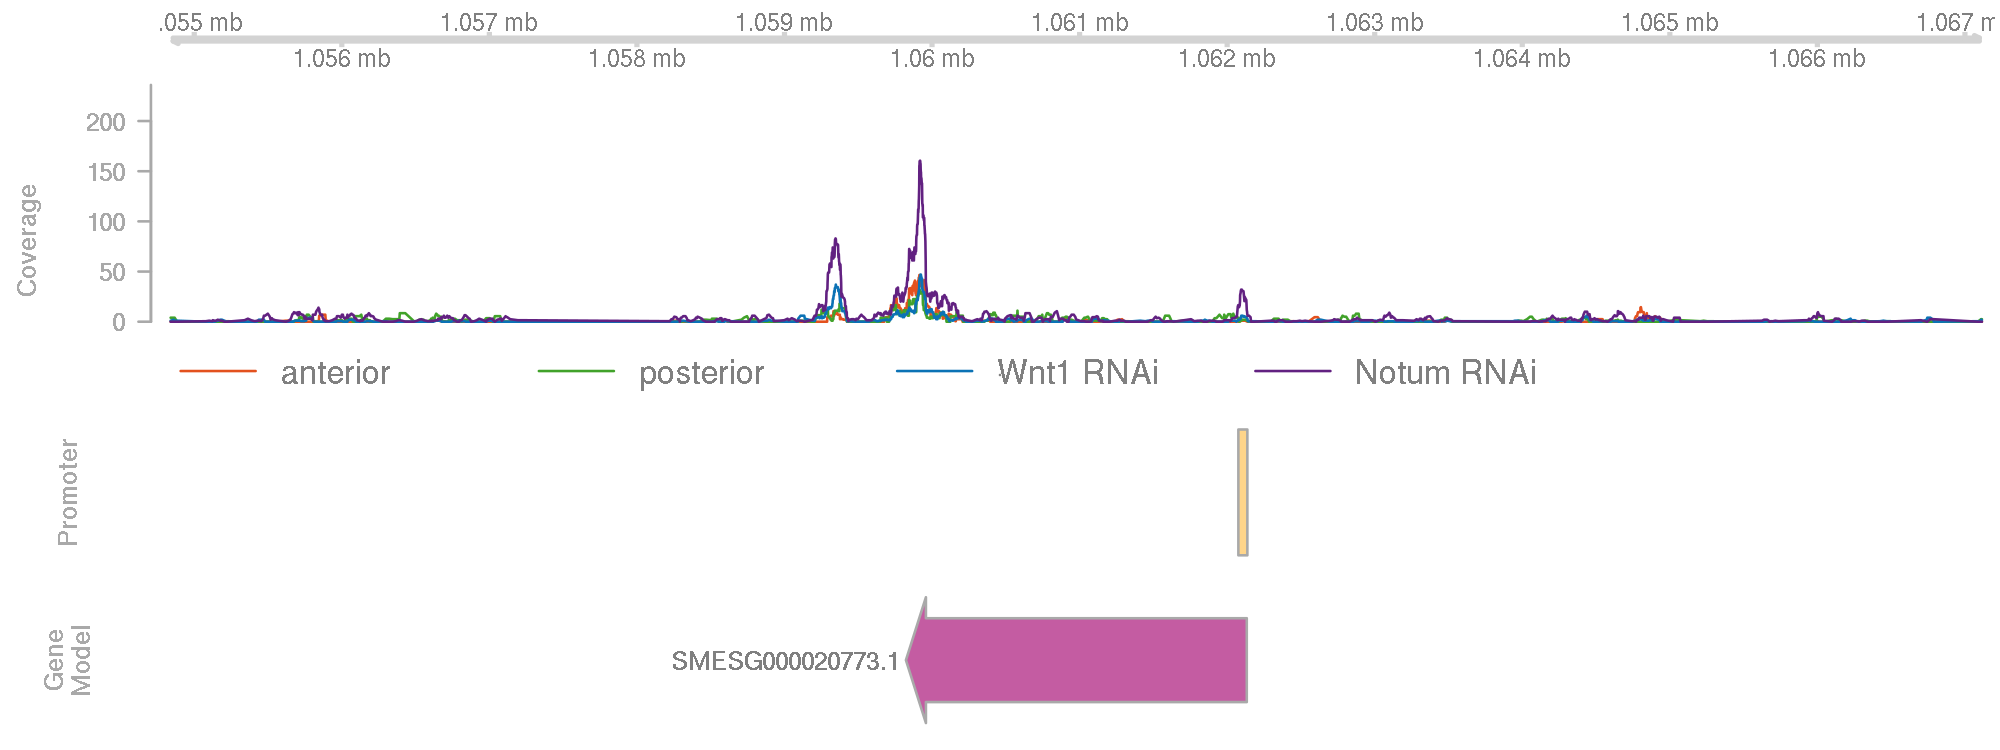 .055 mb 1.057 mb 1.059 mb 1.061 mb 1.063 mb 1.065 mb 1.067 m
1.056 mb 1.058 mb 1.06 mb 1.062 mb 1.064 mb 1.066 mb
Coverage
200
150
100
50
0
anterior posterior Wnt1 RNAi Notum RNAi
Promoter
Gene
Model
SMESG000020773.1